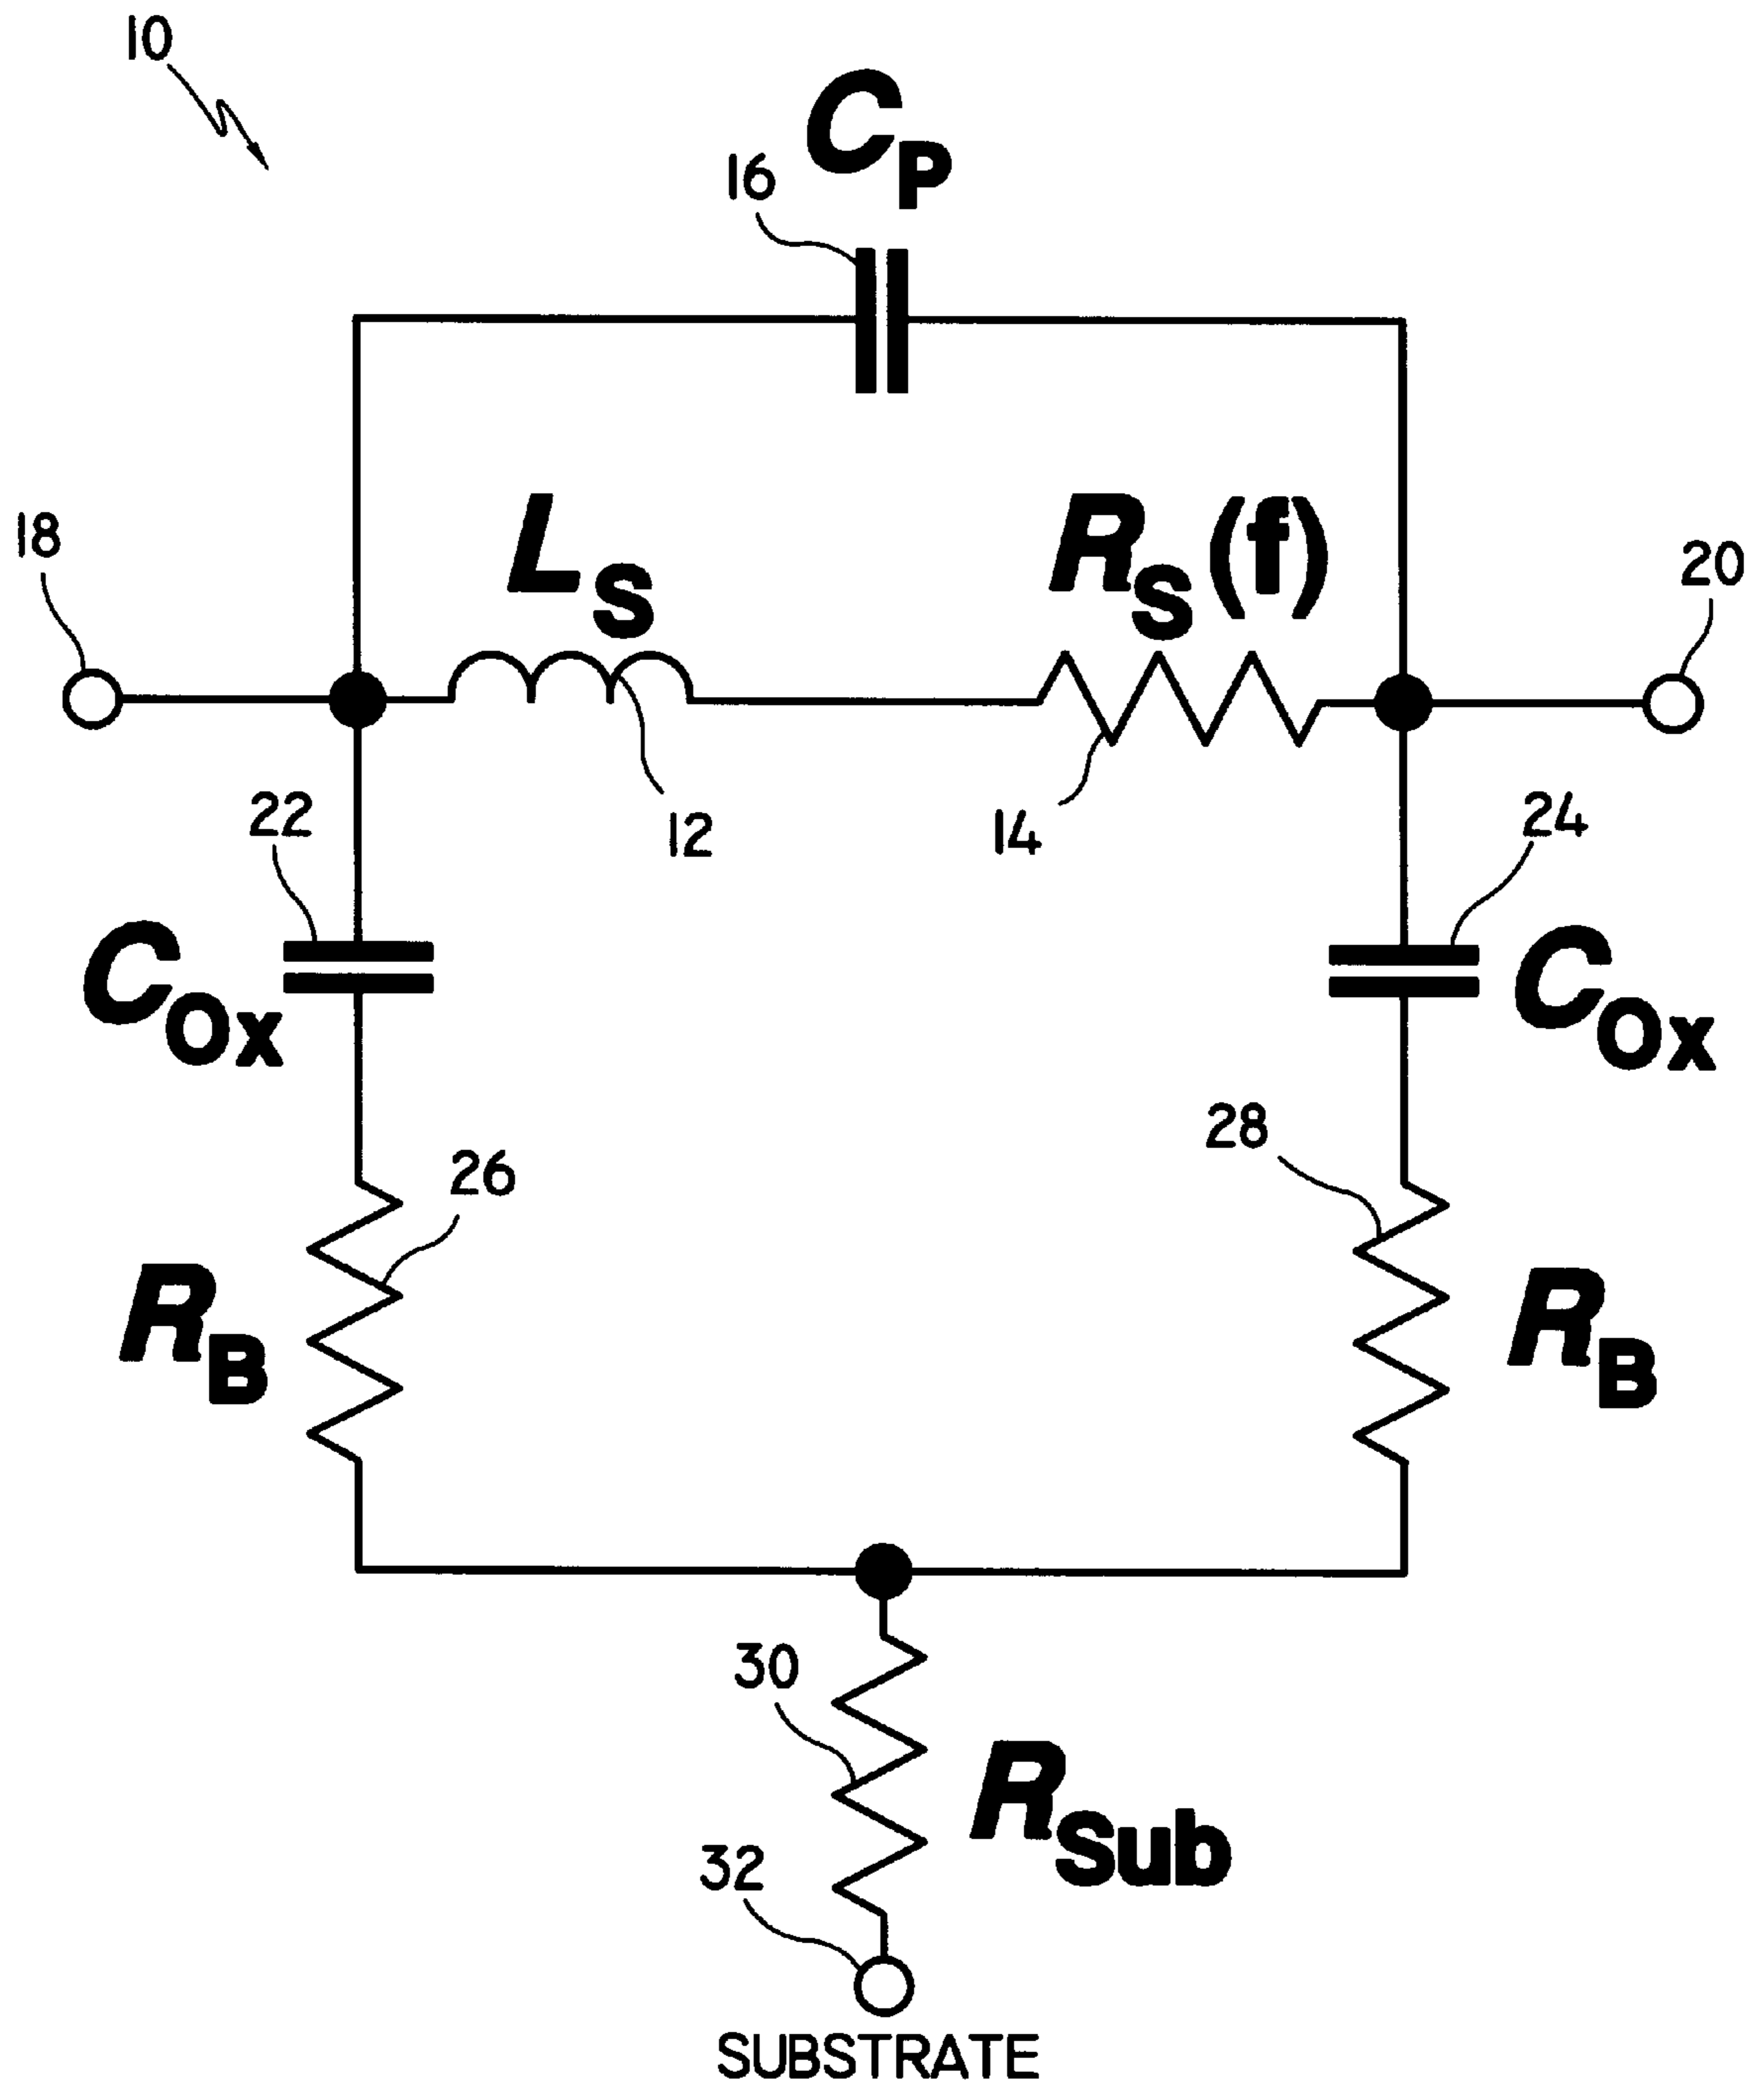 10
C_P
16
L_S
R_S(f)
18
20
12
14
22
24
C_Ox
C_Ox
26
28
R_B
R_B
30
R_Sub
32
SUBSTRATE